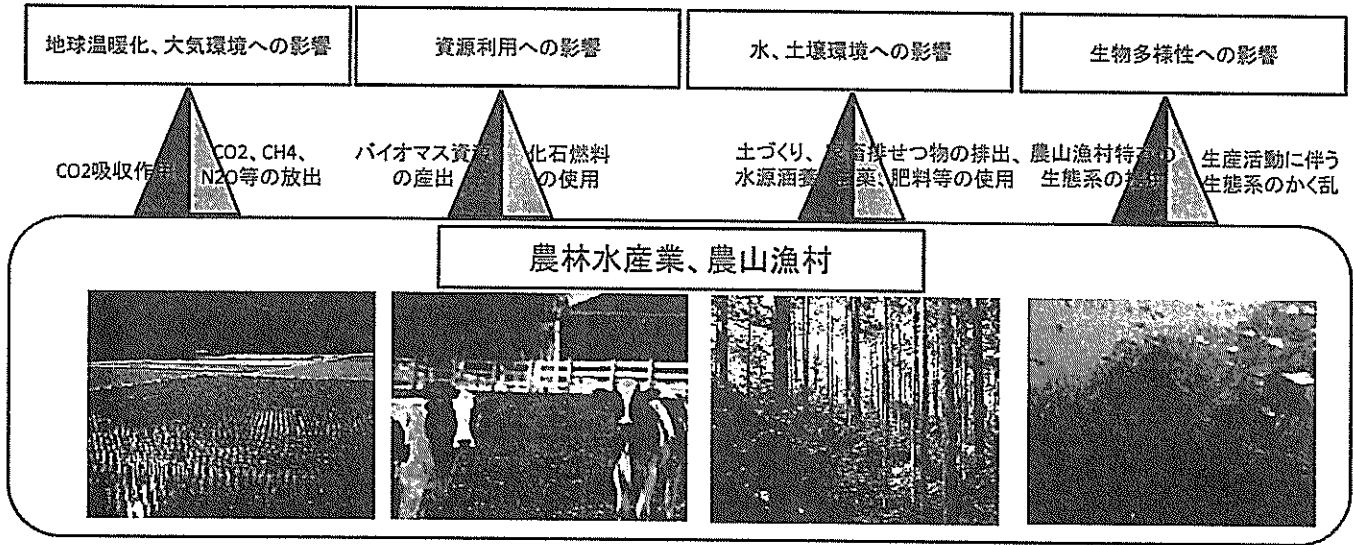 地球温暖化、大気環境への影響
資源利用への影響
水、土壌環境への影響
生物多様性への影響
CO2吸収作
CO2、CH4、
N2O等の放出
バイオマス資
の産出
化石燃料
の使用
土づくり、
水源涵養
畜排せつ物の排出、
薬、肥料等の使用
農山漁村特
生態系の
生産活動に伴う
生態系のかく乱
農林水産業、農山漁村